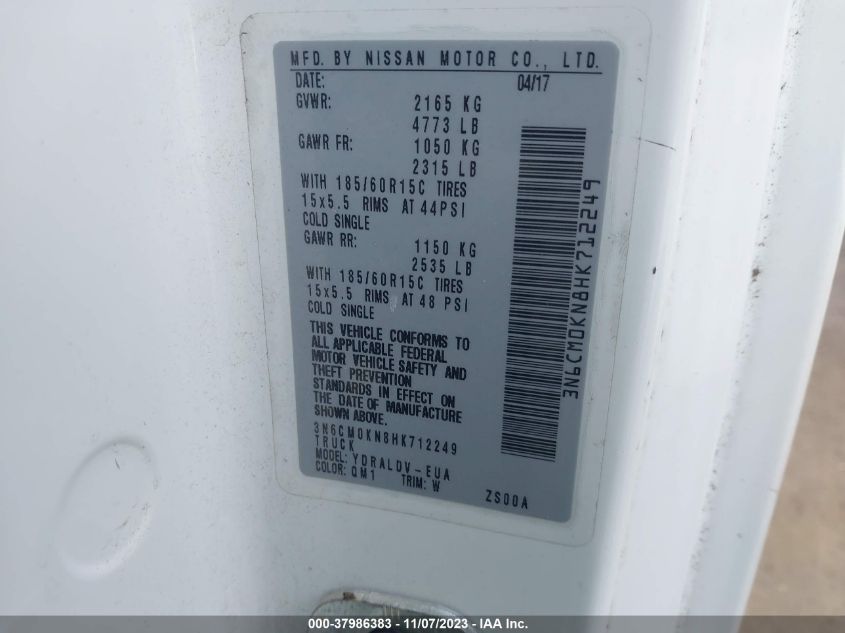 MFD. BY NISSAN MOTOR CO., LTD.
DATE: 04/17
GVWR: 2165 KG
4773 LB
GAWR FR: 1050 KG
2315 LB
WITH 185/60R15C TIRES
15x5.5 RIMS AT 44PSI
COLD SINGLE
GAWR RR: 1150 KG
2535 LB
WITH 185/60R15C TIRES
15x5.5 RIMS AT 48 PSI
COLD SINGLE
THIS VEHICLE CONFORMS TO
ALL APPLICABLE FEDERAL
MOTOR VEHICLE SAFETY AND
THEFT PREVENTION
STANDARDS IN EFFECT ON
THE DATE OF MANUFACTURE
SHOWN ABOVE.
3N6CM0KN8HK712249
TRUCK
MODEL: YDRALDV-EUA
COLOR: QM1 TRIM: W ZS00A
3N6CM0KN8HK712249
000-37986383 - 11/07/2023 - IAA Inc.